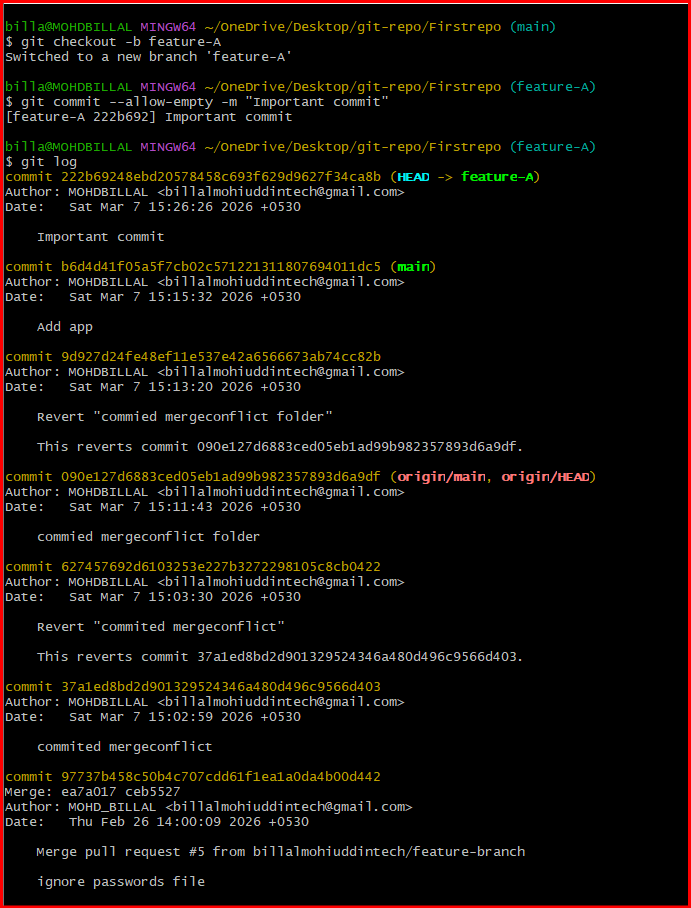 billa@MOHDBILLAL MINGW64 ~/OneDrive/Desktop/git-repo/Firstrepo (main)
$ git checkout -b feature-A
Switched to a new branch 'feature-A'
billa@MOHDBILLAL MINGW64 ~/OneDrive/Desktop/git-repo/Firstrepo (feature-A)
$ git commit --allow-empty -m "Important commit"
[feature-A 222b692] Important commit
billa@MOHDBILLAL MINGW64 ~/OneDrive/Desktop/git-repo/Firstrepo (feature-A)
$ git log
commit 222b69248ebd20578458c693f629d9627f34ca8b (HEAD -> feature-A)
Author: MOHDBILLAL <billalmohiuddintech@gmail.com>
Date:   Sat Mar 7 15:26:26 2026 +0530
    Important commit
commit b6d4d41f05a5f7cb02c571221311807694011dc5 (main)
Author: MOHDBILLAL <billalmohiuddintech@gmail.com>
Date:   Sat Mar 7 15:15:32 2026 +0530
    Add app
commit 9d927d24fe48ef11e537e42a6566673ab74cc82b
Author: MOHDBILLAL <billalmohiuddintech@gmail.com>
Date:   Sat Mar 7 15:13:20 2026 +0530
    Revert "commied mergeconflict folder"
    This reverts commit 090e127d6883ced05eb1ad99b982357893d6a9df.
commit 090e127d6883ced05eb1ad99b982357893d6a9df (origin/main, origin/HEAD)
Author: MOHDBILLAL <billalmohiuddintech@gmail.com>
Date:   Sat Mar 7 15:11:43 2026 +0530
    commied mergeconflict folder
commit 627457692d6103253e227b3272298105c8cb0422
Author: MOHDBILLAL <billalmohiuddintech@gmail.com>
Date:   Sat Mar 7 15:03:30 2026 +0530
    Revert "commited mergeconflict"
    This reverts commit 37a1ed8bd2d901329524346a480d496c9566d403.
commit 37a1ed8bd2d901329524346a480d496c9566d403
Author: MOHDBILLAL <billalmohiuddintech@gmail.com>
Date:   Sat Mar 7 15:02:59 2026 +0530
    commited mergeconflict
commit 97737b458c50b4c707cdd61f1ea1a0da4b00d442
Merge: ea7a017 ceb5527
Author: MOHD_BILLAL <billalmohiuddintech@gmail.com>
Date:   Thu Feb 26 14:00:09 2026 +0530
    Merge pull request #5 from billalmohiuddintech/feature-branch
    ignore passwords file